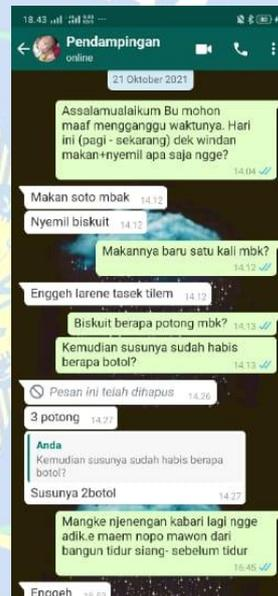 18.43
Pendampingan
online
21 Oktober 2021
Assalamualaikum Bu mohon
maaf mengganggu waktunya. Hari
ini (pagi - sekarang) dek windan
makan+nyemil apa saja ngge?
14.04
Makan soto mbak 14.12
Nyemil biskuit 14.12
Makannya baru satu kali mbk?
14.12
Enggeh larene tasek tilem 14.12
Biskuit berapa potong mbk? 14.13
Kemudian susunya sudah habis
berapa botol? 14.13
Pesan ini telah dihapus 14.26
3 potong 14.27
Anda
Kemudian susunya sudah habis berapa
botol?
Susunya 2botol 14.27
Mangke njenengan kabari lagi ngge
adik.e maem nopo mawon dari
bangun tidur siang- sebelum tidur
16.45
Enggeh